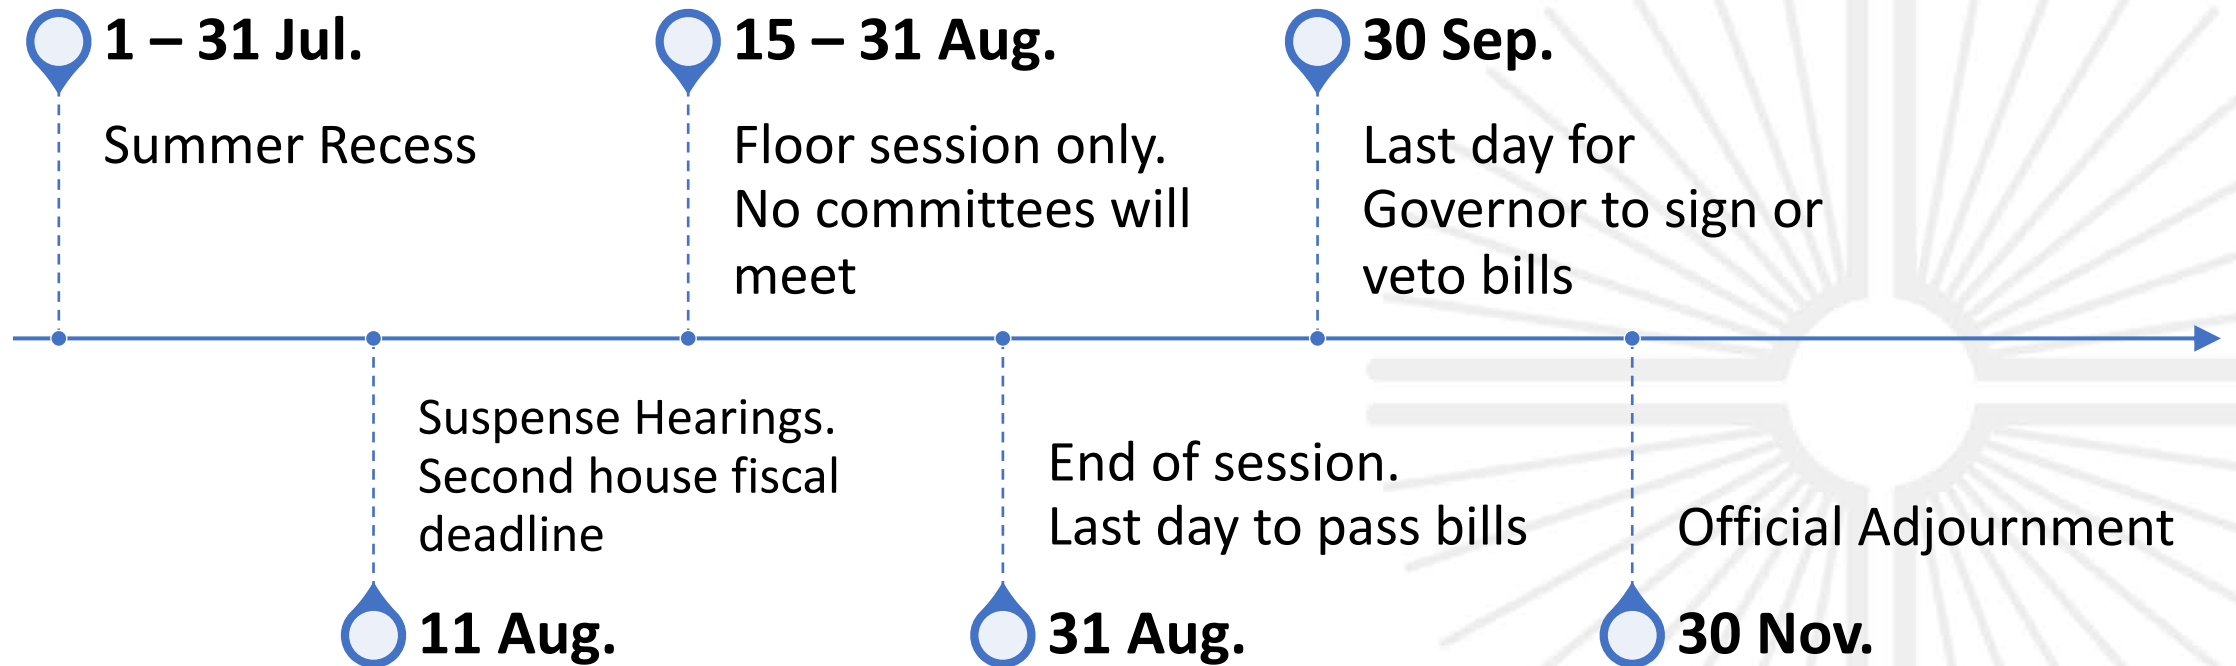 1 – 31 Jul.
Summer Recess
15 – 31 Aug.
Floor session only.
No committees will
meet
30 Sep.
Last day for
Governor to sign or
veto bills
Suspense Hearings.
Second house fiscal
deadline
11 Aug.
End of session.
Last day to pass bills
31 Aug.
Official Adjournment
30 Nov.